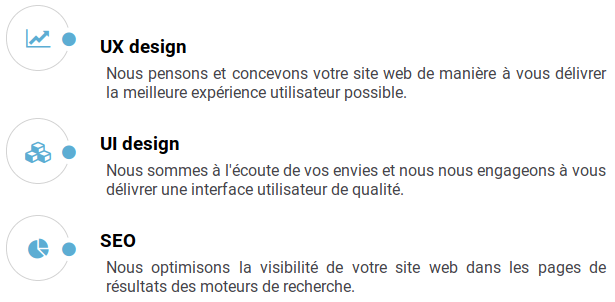 UX design
Nous pensons et concevons votre site web de manière à vous délivrer
la meilleure expérience utilisateur possible.
UI design
Nous sommes à l'écoute de vos envies et nous nous engageons à vous
délivrer une interface utilisateur de qualité.
SEO
Nous optimisons la visibilité de votre site web dans les pages de
résultats des moteurs de recherche.